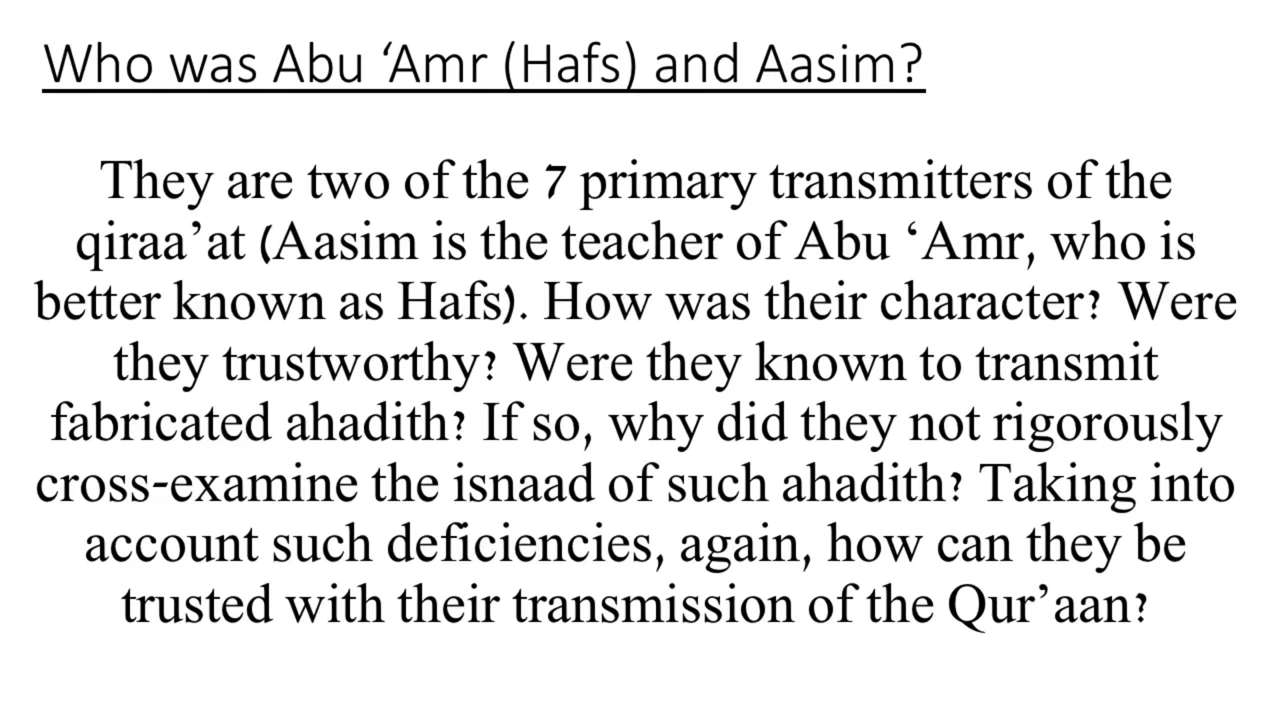 Who was Abu ‘Amr (Hafs) and Aasim?
They are two of the 7 primary transmitters of the
qiraa’at (Aasim is the teacher of Abu ‘Amr, who is
better known as Hafs). How was their character? Were
they trustworthy? Were they known to transmit
fabricated ahadith? If so, why did they not rigorously
cross-examine the isnaad of such ahadith? Taking into
account such deficiencies, again, how can they be
trusted with their transmission of the Qur’aan?